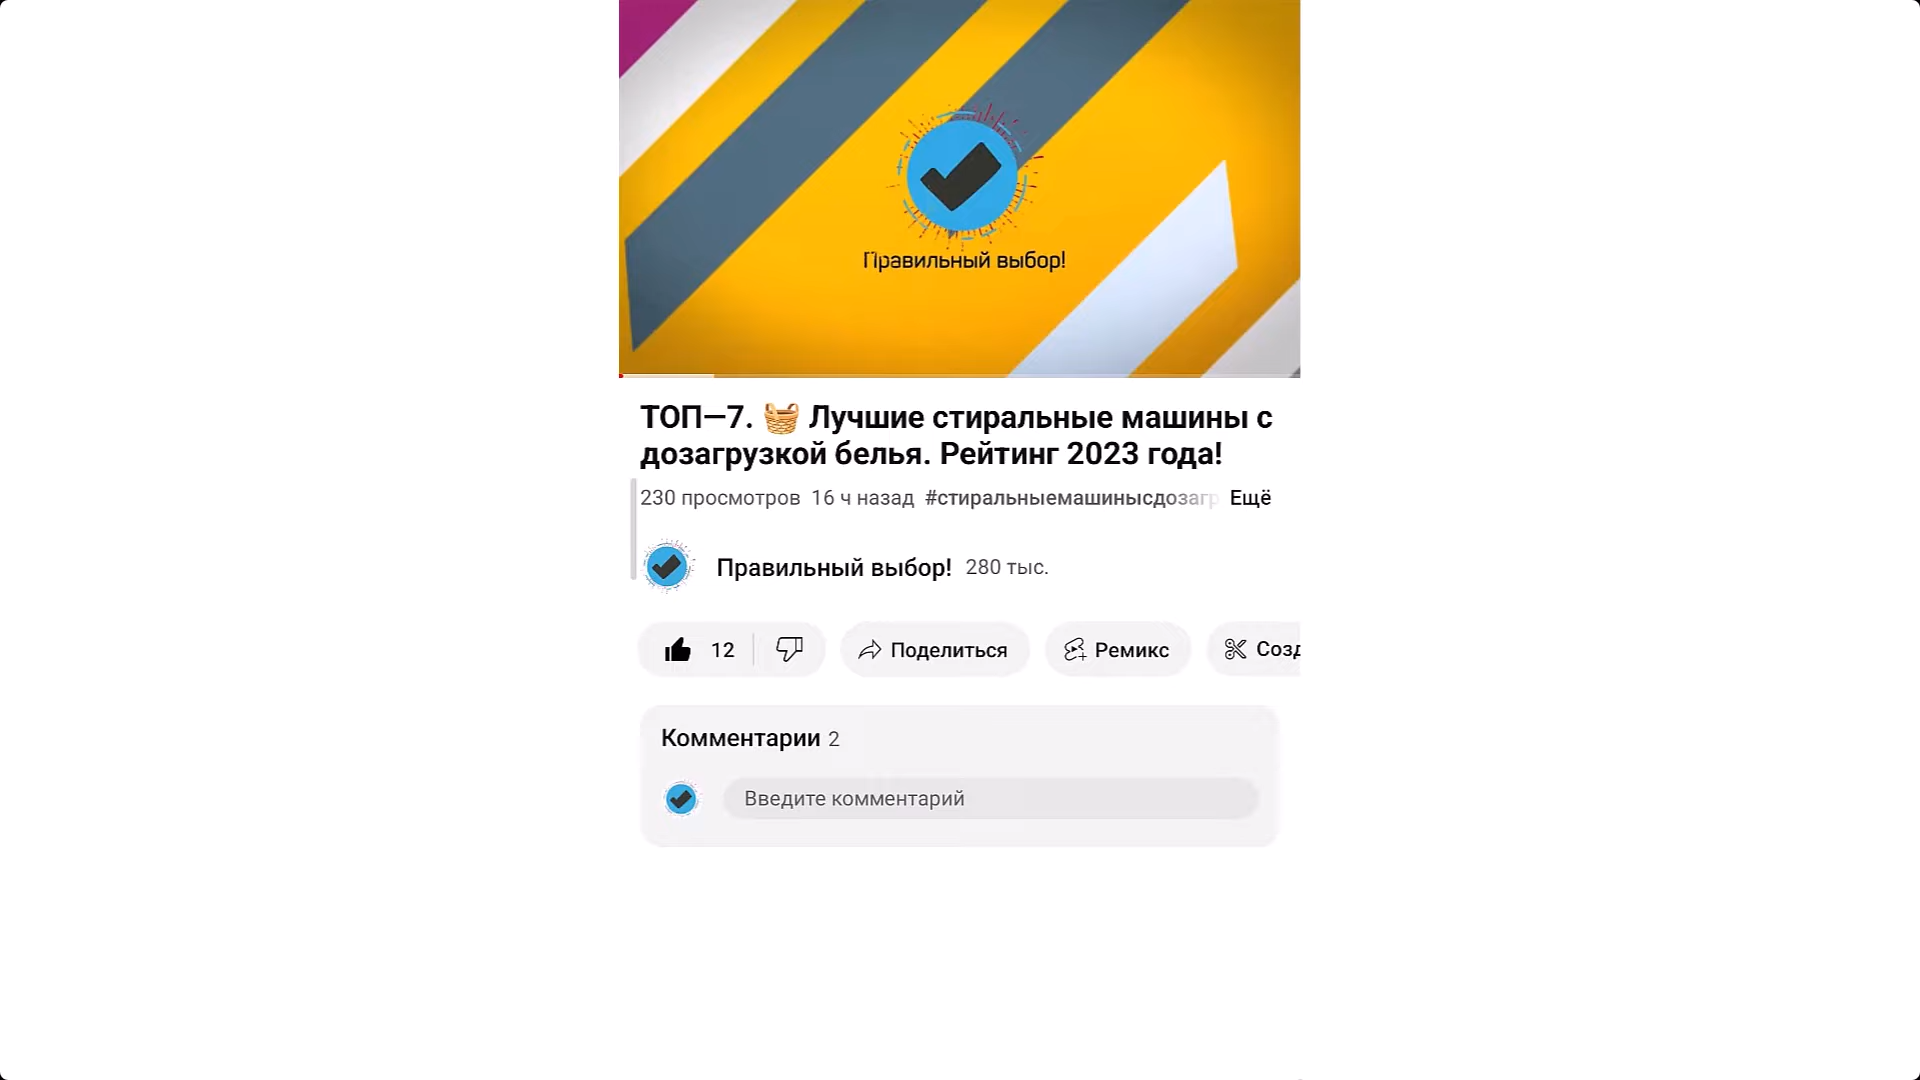 Правильный выбор!
ТОП—7. 🧺 Лучшие стиральные машины с
дозагрузкой белья. Рейтинг 2023 года!
230 просмотров 16 ч назад #стиральныемашинысдозагр Ещё
Правильный выбор! 280 тыс.
12 Поделиться Ремикс Созд
Комментарии 2
Введите комментарий